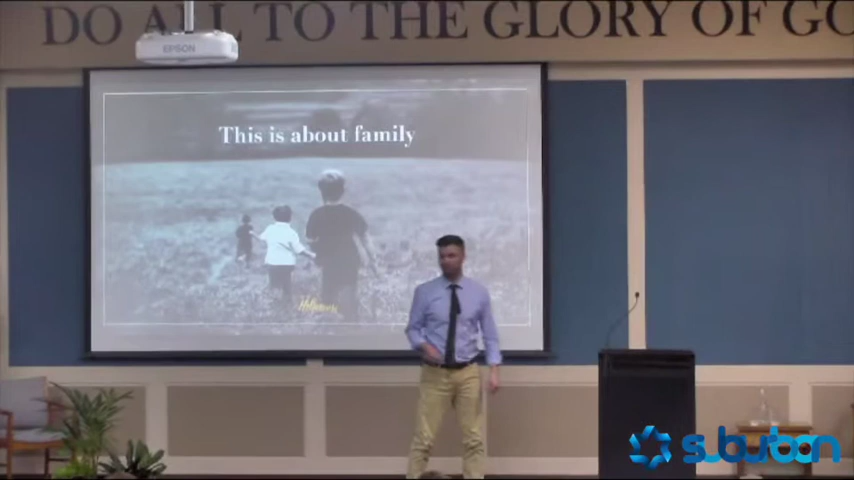 DO ALL TO THE GLORY OF GO
EPSON
This is about family
suburban